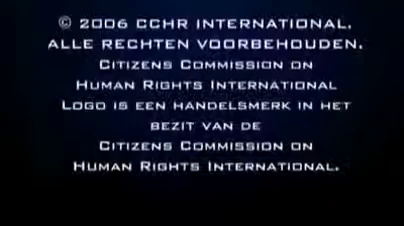 © 2006 CCHR INTERNATIONAL.
ALLE RECHTEN VOORBEHOUDEN.
CITIZENS COMMISSION ON
HUMAN RIGHTS INTERNATIONAL
LOGO IS EEN HANDELSMERK IN HET
BEZIT VAN DE
CITIZENS COMMISSION ON
HUMAN RIGHTS INTERNATIONAL.